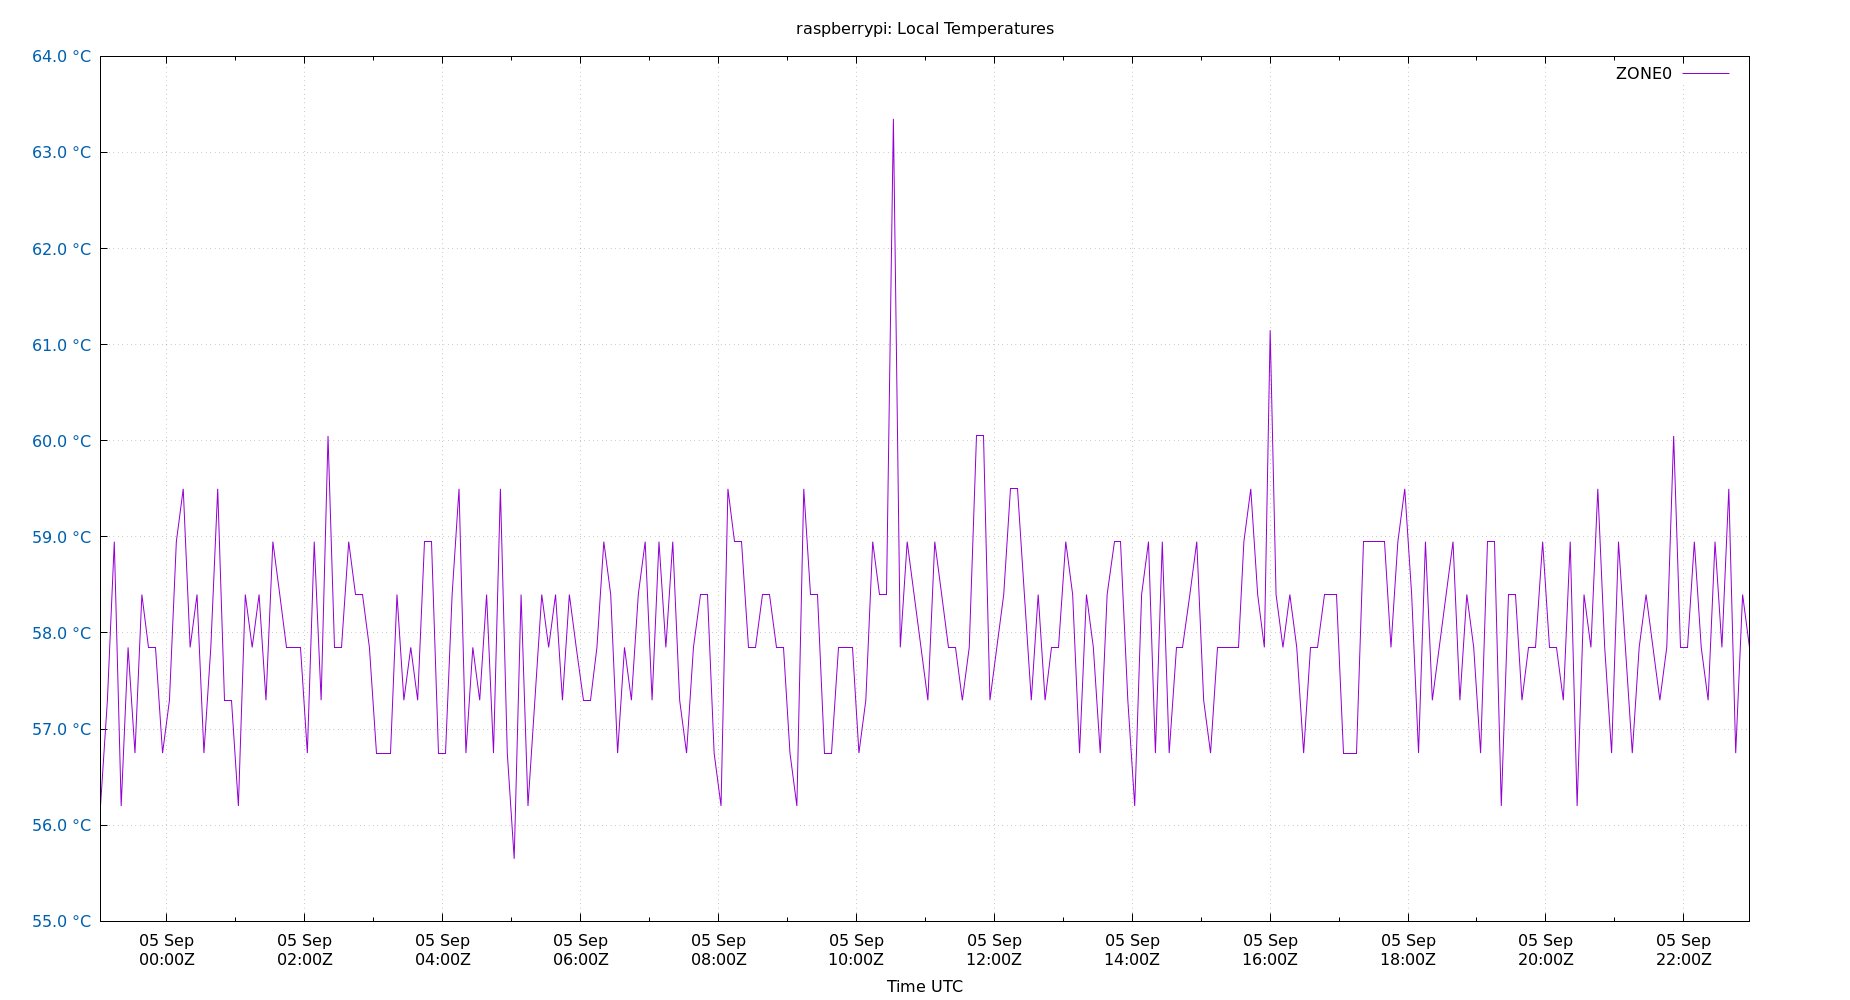 raspberrypi: Local Temperatures
64.0 °C
ZONE0
63.0 °C
62.0 °C
61.0 °C
60.0 °C
59.0 °C
58.0 °C
57.0 °C
56.0 °C
55.0 °C
05 Sep 05 Sep 05 Sep 05 Sep 05 Sep 05 Sep 05 Sep 05 Sep 05 Sep 05 Sep 05 Sep 05 Sep
00:00Z 02:00Z 04:00Z 06:00Z 08:00Z 10:00Z 12:00Z 14:00Z 16:00Z 18:00Z 20:00Z 22:00Z
Time UTC